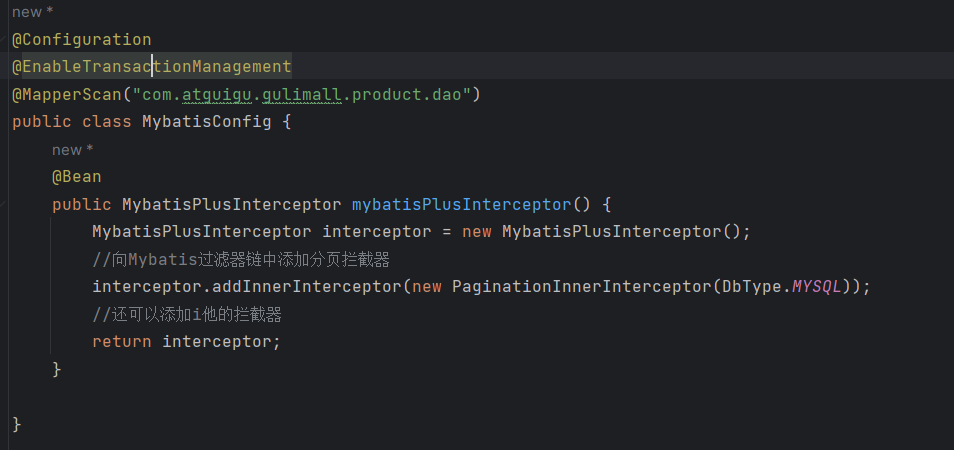 new *
@Configuration
@EnableTransactionManagement
@MapperScan("com.atguigu.gulimall.product.dao")
public class MybatisConfig {
new *
@Bean
public MybatisPlusInterceptor mybatisPlusInterceptor() {
MybatisPlusInterceptor interceptor = new MybatisPlusInterceptor();
//向Mybatis过滤器链中添加分页拦截器
interceptor.addInnerInterceptor(new PaginationInnerInterceptor(DbType.MYSQL));
//还可以添加i他的拦截器
return interceptor;
}
}